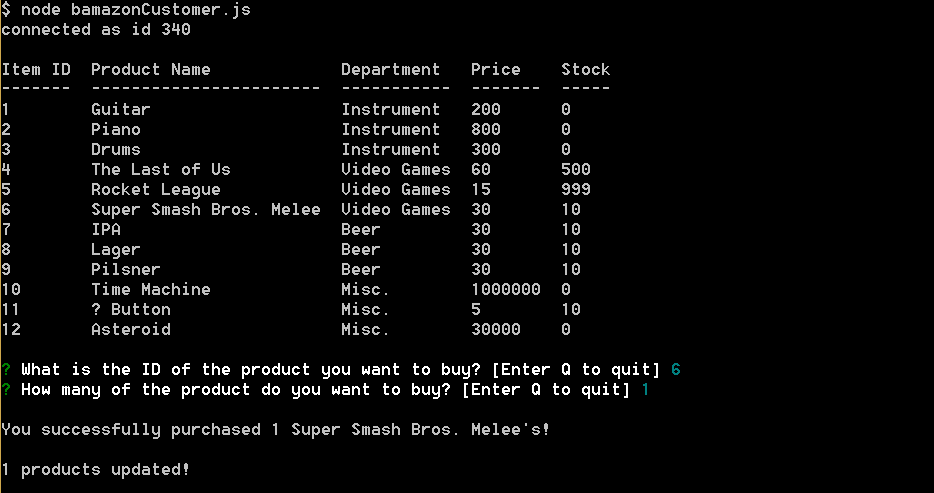 $ node bamazonCustomer.js
connected as id 340
Item ID  Product Name             Department   Price    Stock
-------  -----------------------  -----------  -------  -----
1        Guitar                   Instrument   200      0
2        Piano                    Instrument   800      0
3        Drums                    Instrument   300      0
4        The Last of Us           Video Games  60       500
5        Rocket League            Video Games  15       999
6        Super Smash Bros. Melee  Video Games  30       10
7        IPA                      Beer         30       10
8        Lager                    Beer         30       10
9        Pilsner                  Beer         30       10
10       Time Machine             Misc.        1000000  0
11       ? Button                 Misc.        5        10
12       Asteroid                 Misc.        30000    0
? What is the ID of the product you want to buy? [Enter Q to quit] 6
? How many of the product do you want to buy? [Enter Q to quit] 1
You successfully purchased 1 Super Smash Bros. Melee's!
1 products updated!